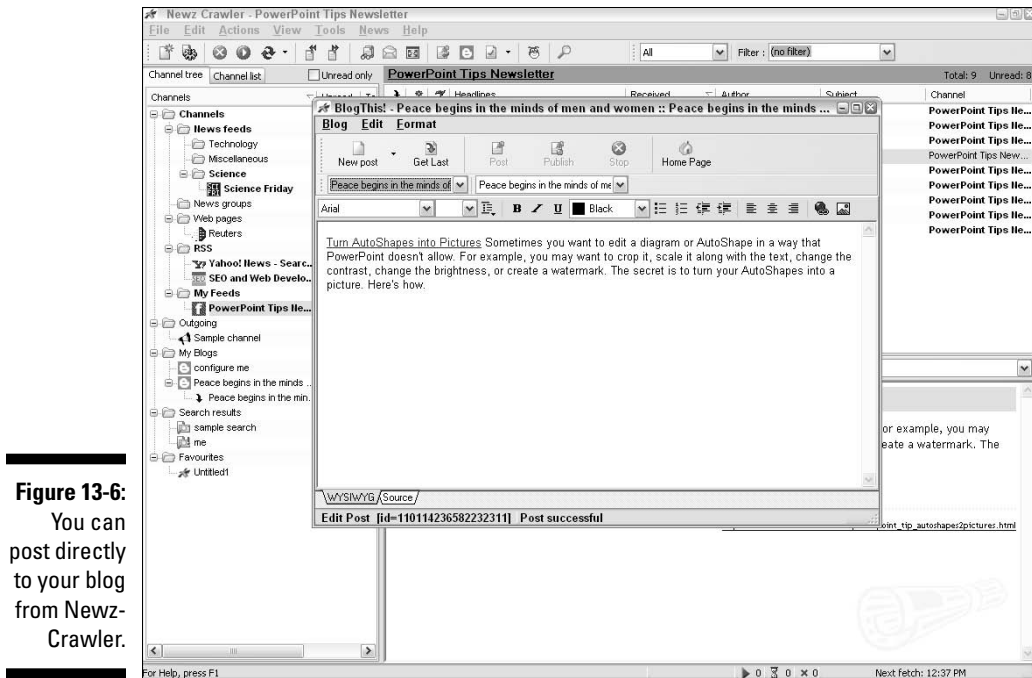 Newz Crawler - PowerPoint Tips Newsletter
File Edit Actions View Tools News Help
All Filter : (no filter)
Channel tree Channel list Unread only PowerPoint Tips Newsletter Total: 9 Unread: 8
Channels Headlines Received Author Subject Channel
Channels
News feeds
Technology
Miscellaneous
Science
Science Friday
News groups
Web pages
Reuters
RSS
Yahoo! News - Searc...
SEO and Web Develo...
My Feeds
PowerPoint Tips Ne...
Outgoing
Sample channel
My Blogs
configure me
Peace begins in the minds ...
Peace begins in the min.
Search results
sample search
me
Favourites
Untitled1
BlogThis! - Peace begins in the minds of men and women :: Peace begins in the minds ...
Blog Edit Format
New post Get Last Post Publish Stop Home Page
Peace begins in the minds of Peace begins in the minds of me
Arial B I U Black
Turn AutoShapes into Pictures Sometimes you want to edit a diagram or AutoShape in a way that
PowerPoint doesn't allow. For example, you may want to crop it, scale it along with the text, change the
contrast, change the brightness, or create a watermark. The secret is to turn your AutoShapes into a
picture. Here's how.
WYSIWYG Source
Edit Post [id=110114236582232311] Post successful
PowerPoint Tips Ne...
PowerPoint Tips Ne...
PowerPoint Tips Ne...
PowerPoint Tips New...
PowerPoint Tips Ne...
PowerPoint Tips Ne...
PowerPoint Tips Ne...
PowerPoint Tips Ne...
PowerPoint Tips Ne...
or example, you may
eate a watermark. The
oint_tip_autoshapes2pictures.html
For Help, press F1 0 0 0 Next fetch: 12:37 PM
Figure 13-6:
You can
post directly
to your blog
from Newz-
Crawler.